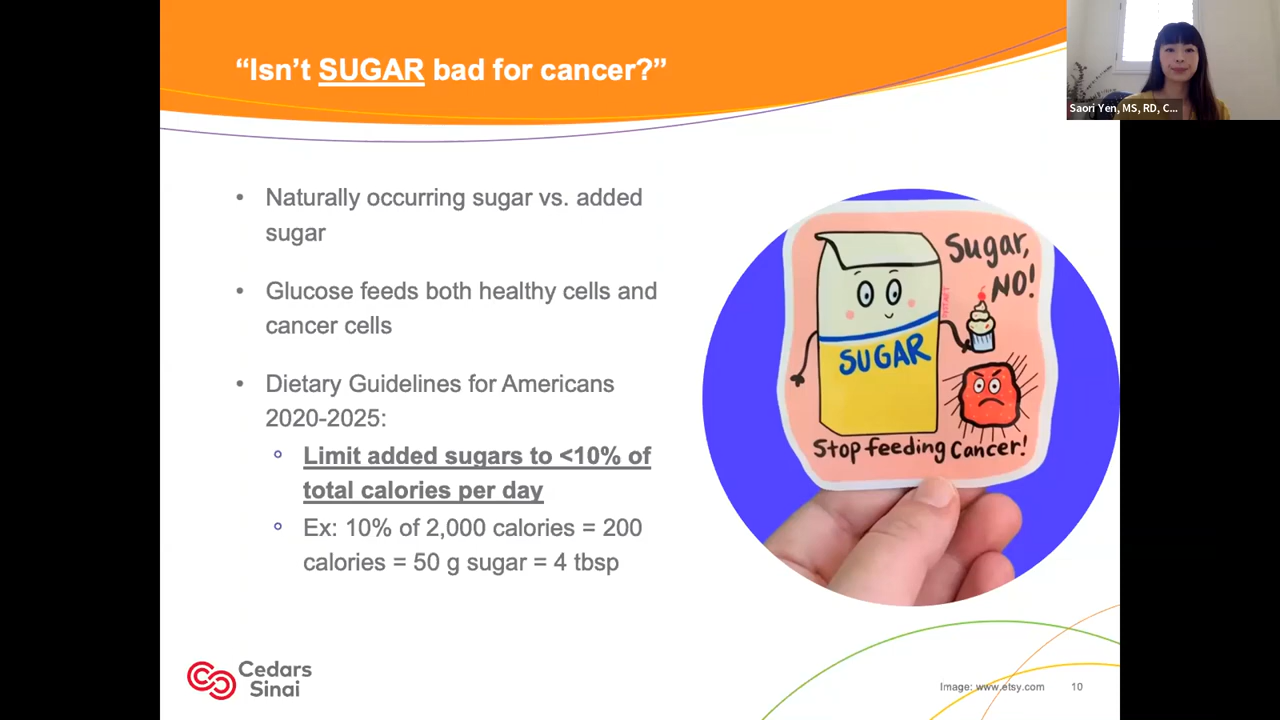 “Isn’t SUGAR bad for cancer?”
Saori Yen, MS, RD, C...
• Naturally occurring sugar vs. added
sugar
• Glucose feeds both healthy cells and
cancer cells
• Dietary Guidelines for Americans
2020-2025:
Limit added sugars to <10% of
total calories per day
Ex: 10% of 2,000 calories = 200
calories = 50 g sugar = 4 tbsp
Sugar,
NO!
SUGAR
Stop feeding Cancer!
Cedars
Sinai
Image: www.etsy.com
10